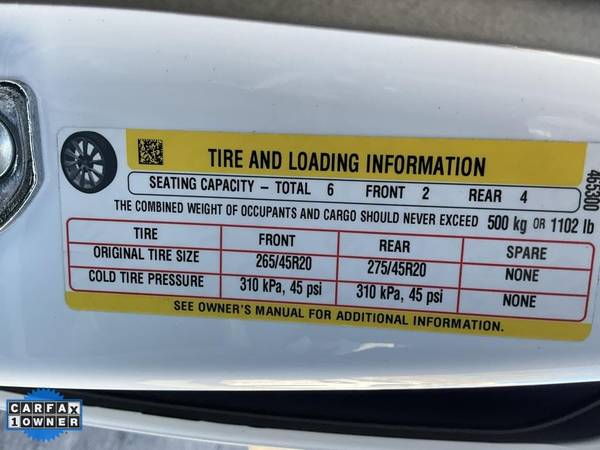 TIRE AND LOADING INFORMATION
SEATING CAPACITY – TOTAL 6 FRONT 2 REAR 4
THE COMBINED WEIGHT OF OCCUPANTS AND CARGO SHOULD NEVER EXCEED 500 kg OR 1102 lb
TIRE FRONT REAR SPARE
ORIGINAL TIRE SIZE 265/45R20 275/45R20 NONE
COLD TIRE PRESSURE 310 kPa, 45 psi 310 kPa, 45 psi NONE
SEE OWNER'S MANUAL FOR ADDITIONAL INFORMATION.
465300
CARFAX
1 OWNER